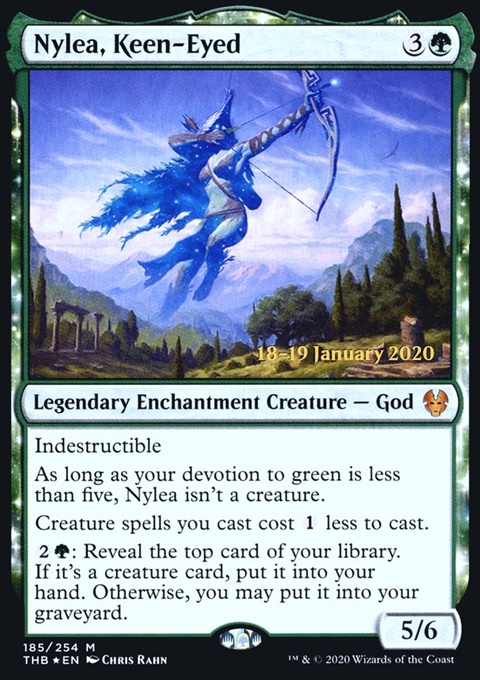 Nylea, Keen-Eyed 3
18-19 January 2020
Legendary Enchantment Creature — God
Indestructible
As long as your devotion to green is less
than five, Nylea isn't a creature.
Creature spells you cast cost 1 less to cast.
2 : Reveal the top card of your library.
If it's a creature card, put it into your
hand. Otherwise, you may put it into your
graveyard.
5/6
185/254 M
THB ★ EN Chris Rahn
™ & © 2020 Wizards of the Coast